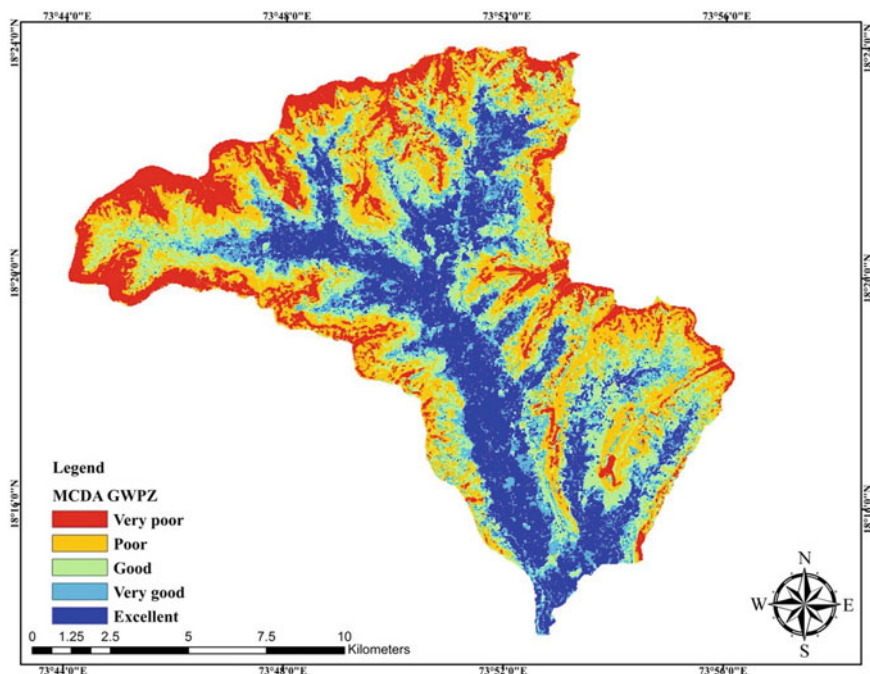 73°44'0"E 73°48'0"E 73°52'0"E 73°56'0"E
18°24'0"N 18°24'0"N
18°20'0"N 18°20'0"N
18°16'0"N 18°16'0"N
Legend
MCDA GWPZ
Very poor
Poor
Good
Very good
Excellent
N
W E
S
0 1.25 2.5 5 7.5 10
Kilometers
73°44'0"E 73°48'0"E 73°52'0"E 73°56'0"E